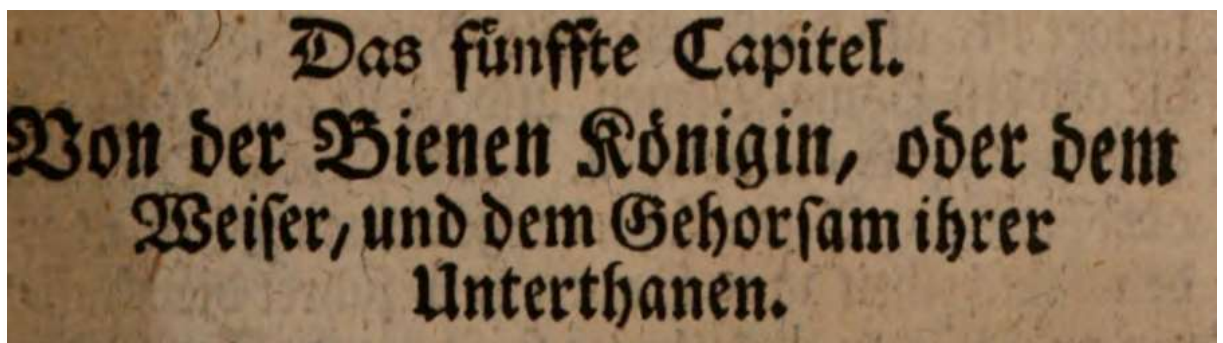 Das fünffte Capitel.
Von der Bienen Königin, oder dem
Weiſer, und dem Gehorſam ihrer
Unterthanen.